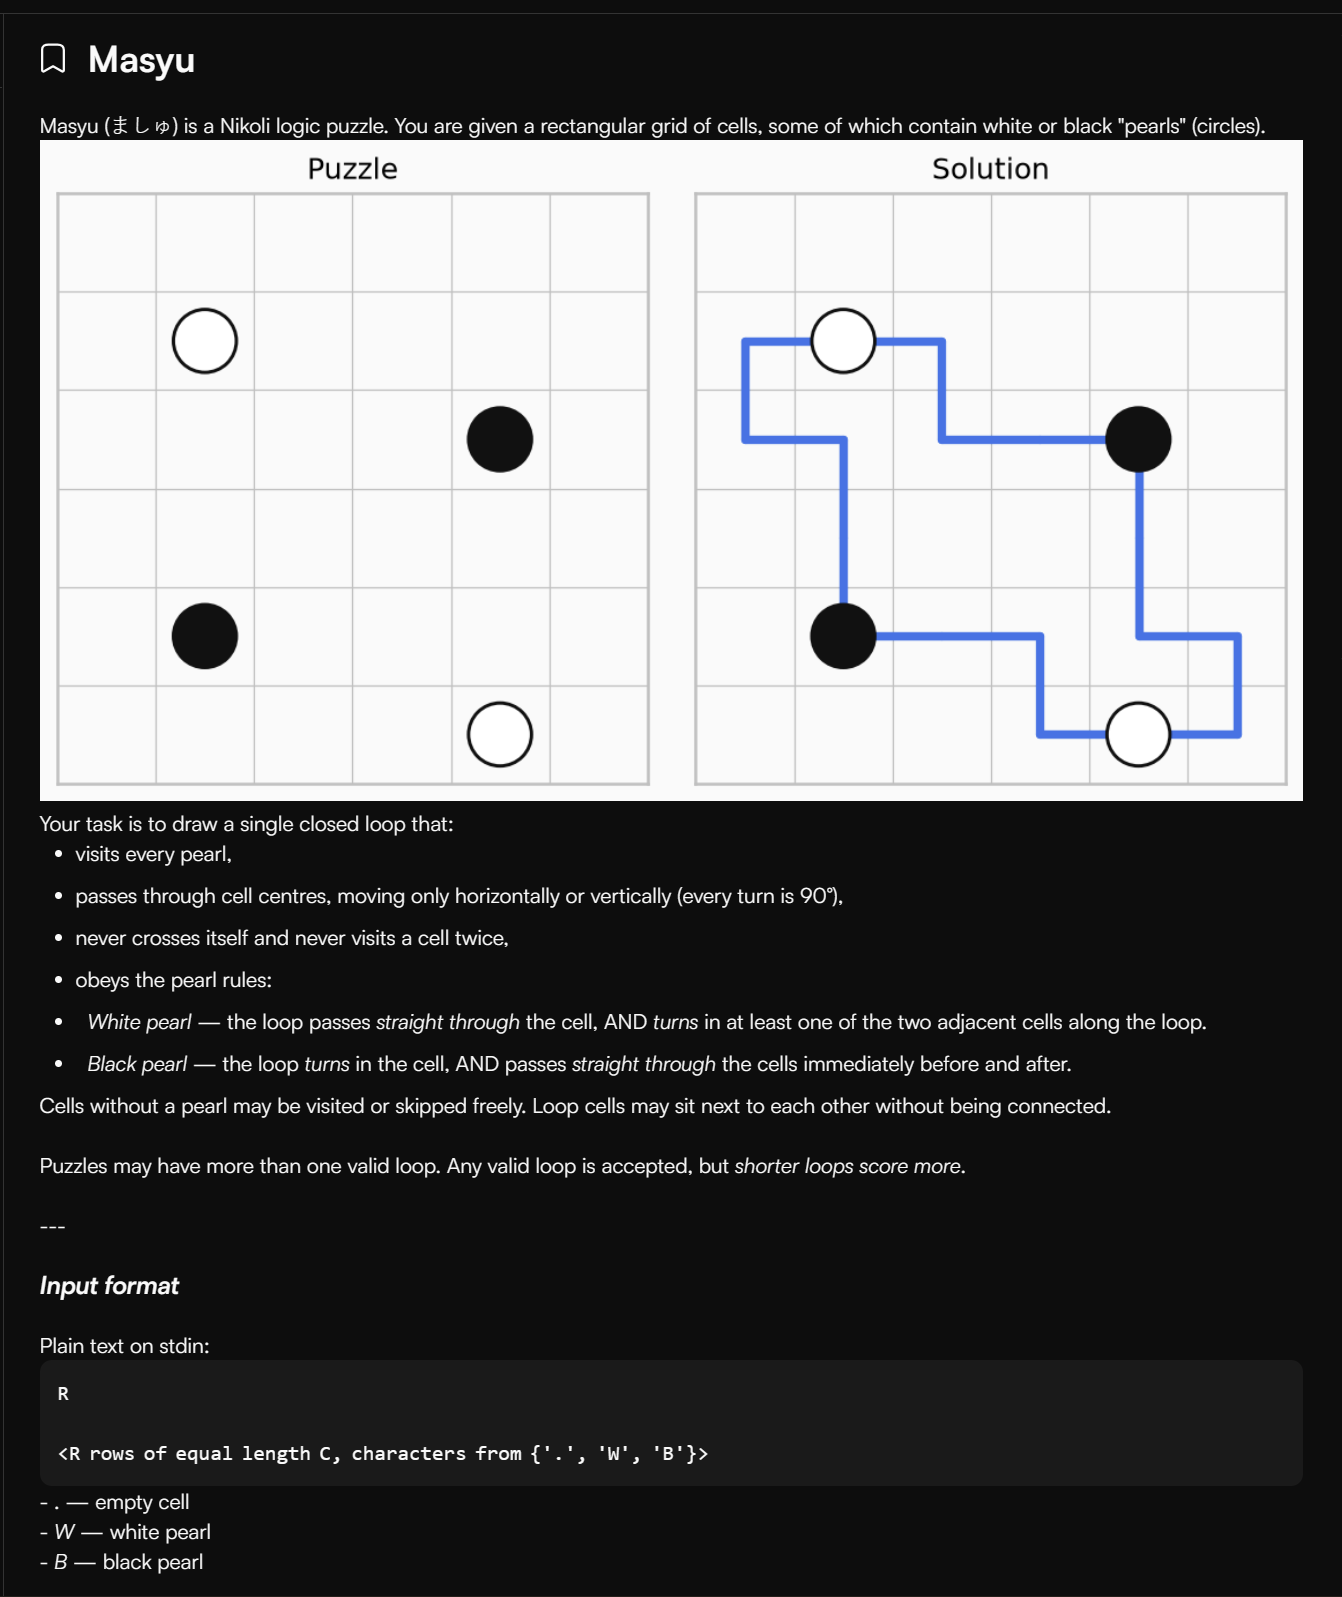 Masyu
Masyu (ましゅ) is a Nikoli logic puzzle. You are given a rectangular grid of cells, some of which contain white or black "pearls" (circles).
Puzzle
Solution
Your task is to draw a single closed loop that:
• visits every pearl,
• passes through cell centres, moving only horizontally or vertically (every turn is 90°),
• never crosses itself and never visits a cell twice,
• obeys the pearl rules:
• White pearl — the loop passes straight through the cell, AND turns in at least one of the two adjacent cells along the loop.
• Black pearl — the loop turns in the cell, AND passes straight through the cells immediately before and after.
Cells without a pearl may be visited or skipped freely. Loop cells may sit next to each other without being connected.
Puzzles may have more than one valid loop. Any valid loop is accepted, but shorter loops score more.
---
Input format
Plain text on stdin:
R
<R rows of equal length C, characters from {'.', 'W', 'B'}>
- . — empty cell
- W — white pearl
- B — black pearl